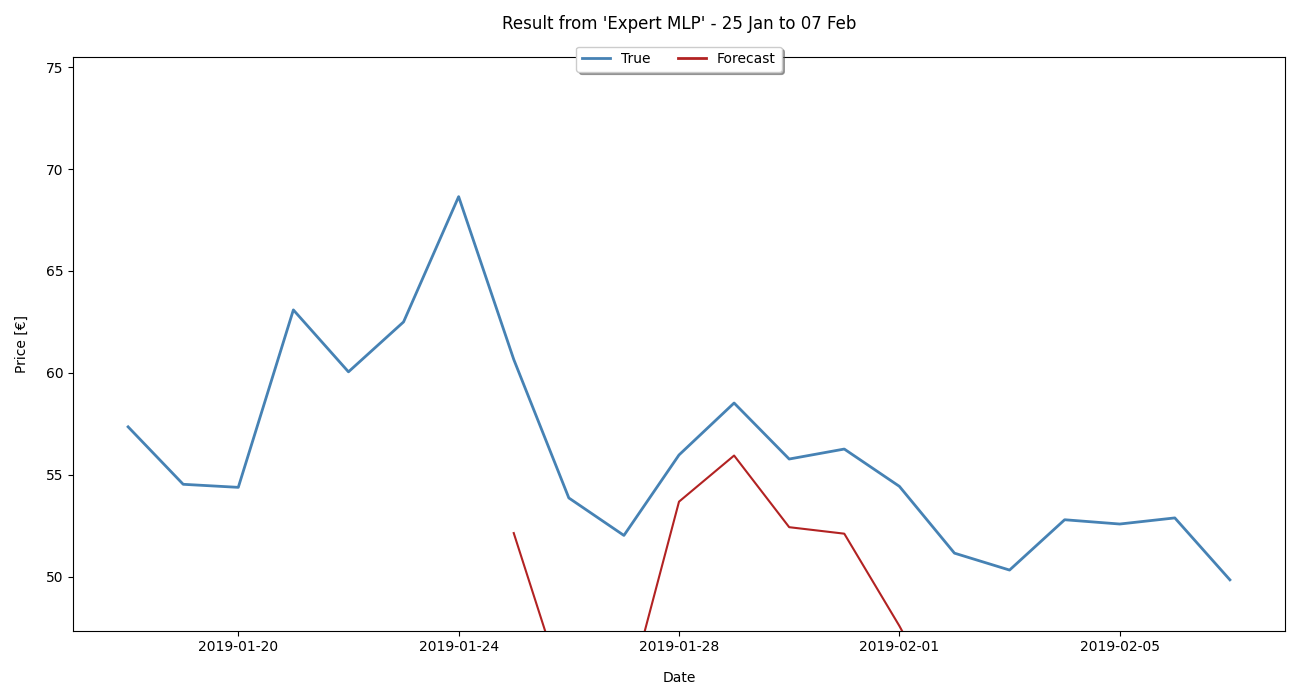 Result from 'Expert MLP' - 25 Jan to 07 Feb
True
Forecast
75
70
65
60
55
50
Price [€]
2019-01-20
2019-01-24
2019-01-28
2019-02-01
2019-02-05
Date